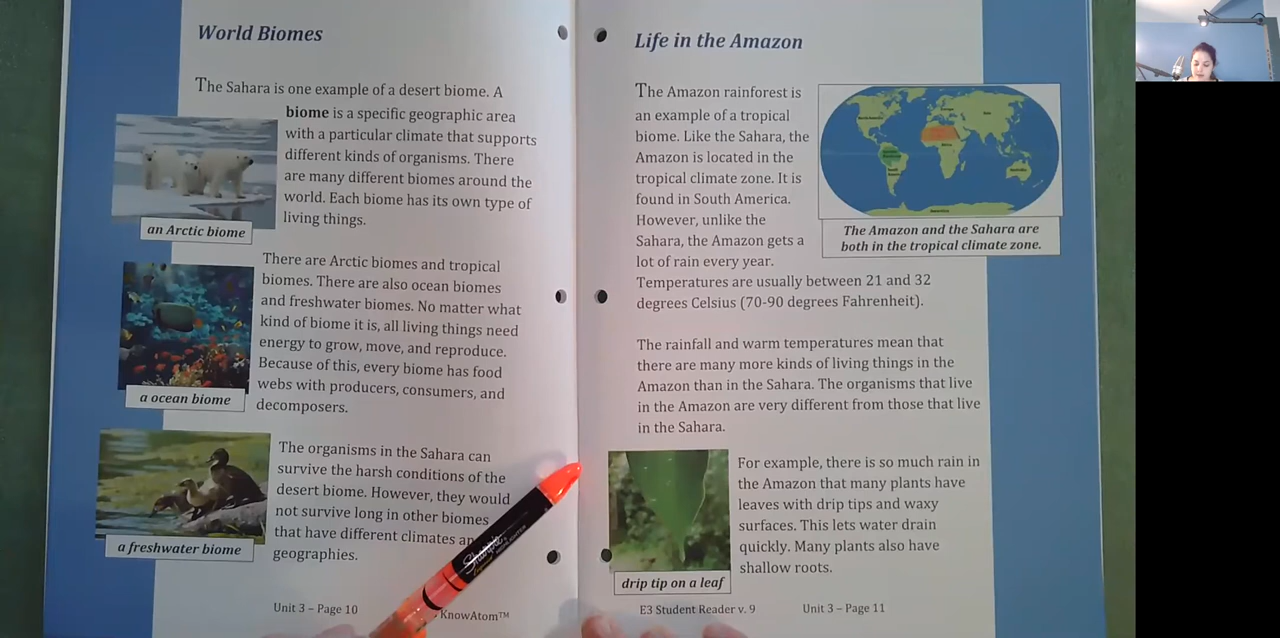 World Biomes
The Sahara is one example of a desert biome. A
biome is a specific geographic area
with a particular climate that supports
different kinds of organisms. There
are many different biomes around the
world. Each biome has its own type of
living things.
an Arctic biome
There are Arctic biomes and tropical
biomes. There are also ocean biomes
and freshwater biomes. No matter what
kind of biome it is, all living things need
energy to grow, move, and reproduce.
Because of this, every biome has food
webs with producers, consumers, and
decomposers.
a ocean biome
The organisms in the Sahara can
survive the harsh conditions of the
desert biome. However, they would
not survive long in other biomes
that have different climates an
geographies.
a freshwater biome
Unit 3 – Page 10
KnowAtom™
Sharpie
HIGHLIGHTER
Life in the Amazon
The Amazon rainforest is
an example of a tropical
biome. Like the Sahara, the
Amazon is located in the
tropical climate zone. It is
found in South America.
However, unlike the
Sahara, the Amazon gets a
lot of rain every year.
Temperatures are usually between 21 and 32
degrees Celsius (70-90 degrees Fahrenheit).
North America
Europe
Asia
Africa
South
America
Australia
Antarctica
The Amazon and the Sahara are
both in the tropical climate zone.
The rainfall and warm temperatures mean that
there are many more kinds of living things in the
Amazon than in the Sahara. The organisms that live
in the Amazon are very different from those that live
in the Sahara.
For example, there is so much rain in
the Amazon that many plants have
leaves with drip tips and waxy
surfaces. This lets water drain
quickly. Many plants also have
shallow roots.
drip tip on a leaf
E3 Student Reader v. 9
Unit 3 – Page 11